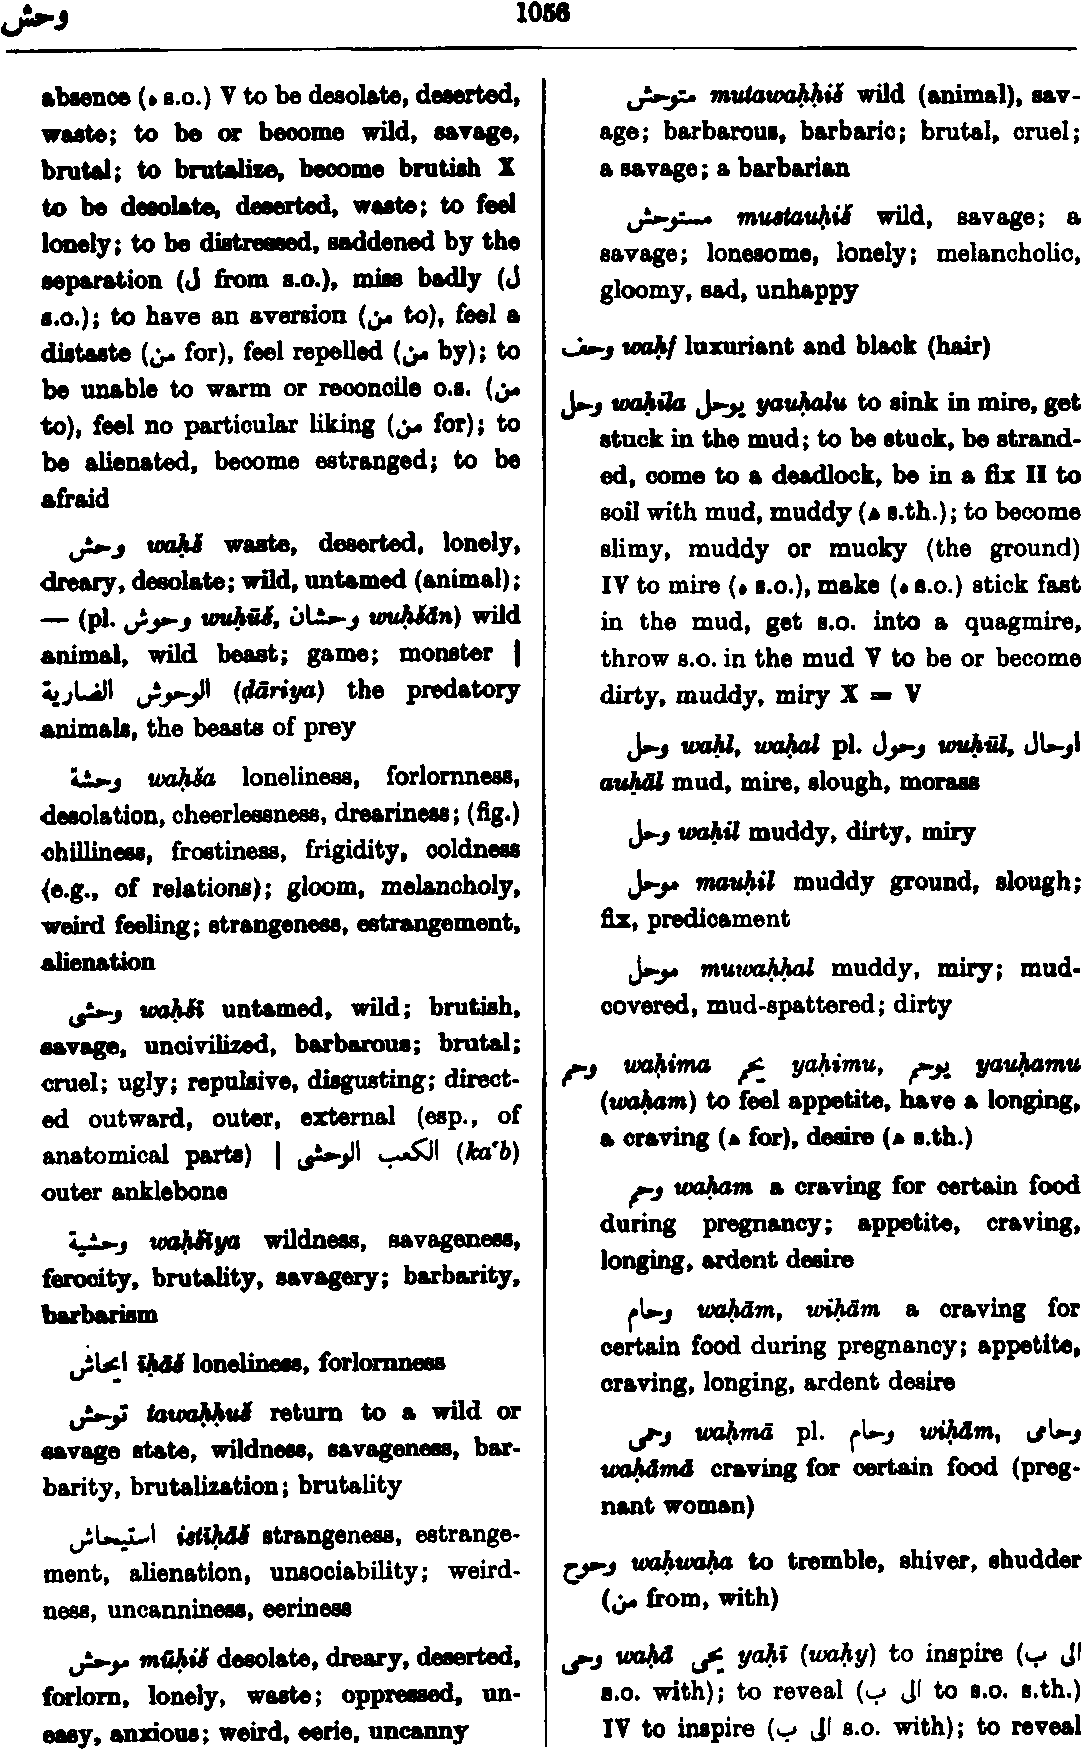 وحش
1056
absence (ه s.o.) V to be desolate, deserted,
waste; to be or become wild, savage,
brutal; to brutalize, become brutish X
to be desolate, deserted, waste; to feel
lonely; to be distressed, saddened by the
separation (ل from s.o.), miss badly (ل
s.o.); to have an aversion (من to), feel a
distaste (من for), feel repelled (من by); to
be unable to warm or reconcile o.s. (من
to), feel no particular liking (من for); to
be alienated, become estranged; to be
afraid
وحش waḥš waste, deserted, lonely,
dreary, desolate; wild, untamed (animal);
— (pl. وحوش wuḥūš, وحشان wuḥšān) wild
animal, wild beast; game; monster |
الوحوش الضارية (ḍāriya) the predatory
animals, the beasts of prey
وحشة waḥša loneliness, forlornness,
desolation, cheerlessness, dreariness; (fig.)
chilliness, frostiness, frigidity, coldness
(e.g., of relations); gloom, melancholy,
weird feeling; strangeness, estrangement,
alienation
وحشى waḥšī untamed, wild; brutish,
savage, uncivilized, barbarous; brutal;
cruel; ugly; repulsive, disgusting; direct-
ed outward, outer, external (esp., of
anatomical parts) | الكعب الوحشى (ka‘b)
outer anklebone
وحشية waḥšīya wildness, savageness,
ferocity, brutality, savagery; barbarity,
barbarism
ايحاش īḥāš loneliness, forlornness
توحش tawaḥḥuš return to a wild or
savage state, wildness, savageness, bar-
barity, brutalization; brutality
استيحاش istīḥāš strangeness, estrange-
ment, alienation, unsociability; weird-
ness, uncanniness, eeriness
موحش mūḥiš desolate, dreary, deserted,
forlorn, lonely, waste; oppressed, un-
easy, anxious; weird, eerie, uncanny
متوحش mutawaḥḥiš wild (animal), sav-
age; barbarous, barbaric; brutal, cruel;
a savage; a barbarian
مستوحش mustauḥiš wild, savage; a
savage; lonesome, lonely; melancholic,
gloomy, sad, unhappy
وحف waḥf luxuriant and black (hair)
وحل waḥila يوحل yauḥalu to sink in mire, get
stuck in the mud; to be stuck, be strand-
ed, come to a deadlock, be in a fix II to
soil with mud, muddy (ه s.th.); to become
slimy, muddy or mucky (the ground)
IV to mire (ه s.o.), make (ه s.o.) stick fast
in the mud, get s.o. into a quagmire,
throw s.o. in the mud V to be or become
dirty, muddy, miry X = V
وحل waḥl, waḥal pl. وحول wuḥūl, اوحال
auḥāl mud, mire, slough, morass
وحل waḥil muddy, dirty, miry
موحل mauḥil muddy ground, slough;
fix, predicament
موحل muwaḥḥal muddy, miry; mud-
covered, mud-spattered; dirty
وحم waḥima يحم yaḥimu, يوحم yauḥamu
(waḥam) to feel appetite, have a longing,
a craving (ه for), desire (ه s.th.)
وحم waḥam a craving for certain food
during pregnancy; appetite, craving,
longing, ardent desire
وحام waḥām, wiḥām a craving for
certain food during pregnancy; appetite,
craving, longing, ardent desire
وحمى waḥmā pl. وحام wiḥām, وحامى
waḥāmā craving for certain food (preg-
nant woman)
وحوح waḥwaḥa to tremble, shiver, shudder
(من from, with)
وحى waḥā يحى yaḥī (waḥy) to inspire (الى ب
s.o. with); to reveal (الى ب to s.o. s.th.)
IV to inspire (الى ب s.o. with); to reveal